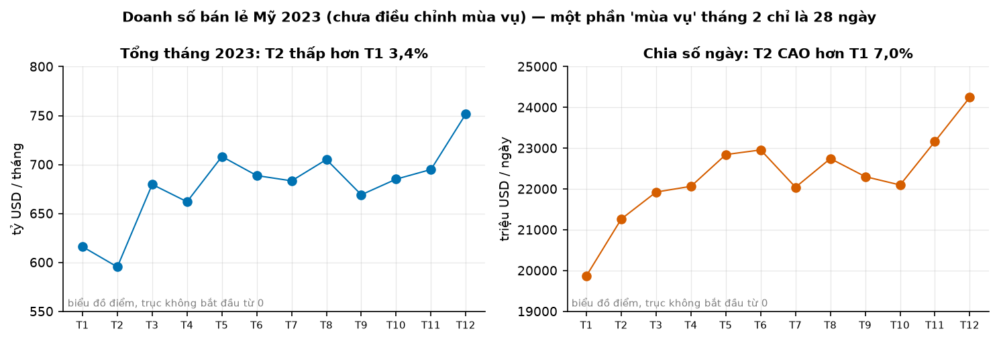 Doanh số bán lẻ Mỹ 2023 (chưa điều chỉnh mùa vụ) — một phần 'mùa vụ' tháng 2 chỉ là 28 ngày
Tổng tháng 2023: T2 thấp hơn T1 3,4%
800
750
700
650
600
550
tỷ USD / tháng
biểu đồ điểm, trục không bắt đầu từ 0
T1 T2 T3 T4 T5 T6 T7 T8 T9 T10 T11 T12
Chia số ngày: T2 CAO hơn T1 7,0%
25000
24000
23000
22000
21000
20000
19000
triệu USD / ngày
biểu đồ điểm, trục không bắt đầu từ 0
T1 T2 T3 T4 T5 T6 T7 T8 T9 T10 T11 T12